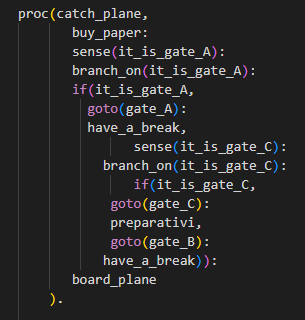 proc(catch_plane,
buy_paper:
sense(it_is_gate_A):
branch_on(it_is_gate_A):
if(it_is_gate_A,
goto(gate_A):
have_a_break,
sense(it_is_gate_C):
branch_on(it_is_gate_C):
if(it_is_gate_C,
goto(gate_C):
preparativi,
goto(gate_B):
have_a_break)):
board_plane
).